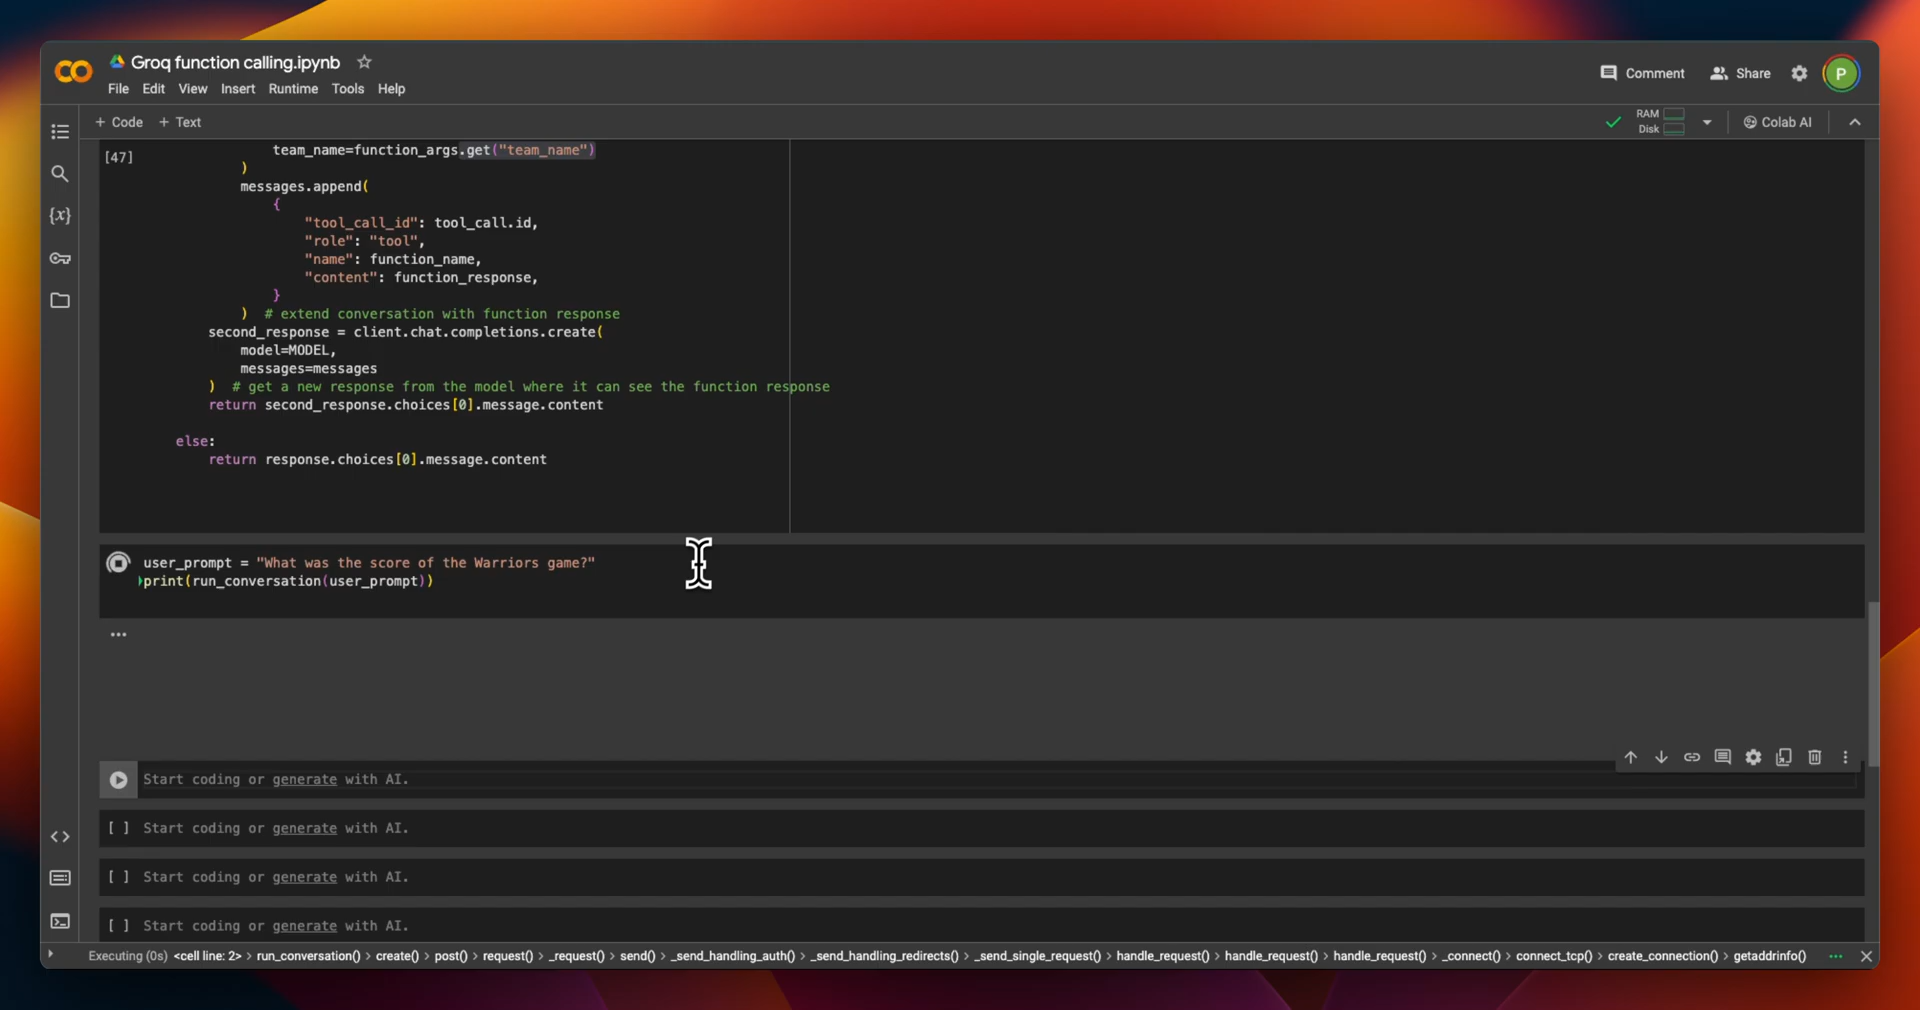 Groq function calling.ipynb
File Edit View Insert Runtime Tools Help
Comment Share P
+ Code + Text
RAM
Disk
Colab AI
[47]
team_name=function_args.get("team_name")
)
messages.append(
{
"tool_call_id": tool_call.id,
"role": "tool",
"name": function_name,
"content": function_response,
}
) # extend conversation with function response
second_response = client.chat.completions.create(
model=MODEL,
messages=messages
) # get a new response from the model where it can see the function response
return second_response.choices[0].message.content
else:
return response.choices[0].message.content
user_prompt = "What was the score of the Warriors game?"
print(run_conversation(user_prompt))
...
Start coding or generate with AI.
[ ] Start coding or generate with AI.
[ ] Start coding or generate with AI.
[ ] Start coding or generate with AI.
Executing (0s) <cell line: 2> > run_conversation() > create() > post() > request() > _request() > send() > _send_handling_auth() > _send_handling_redirects() > _send_single_request() > handle_request() > handle_request() > handle_request() > _connect() > connect_tcp() > create_connection() > getaddrinfo() ...